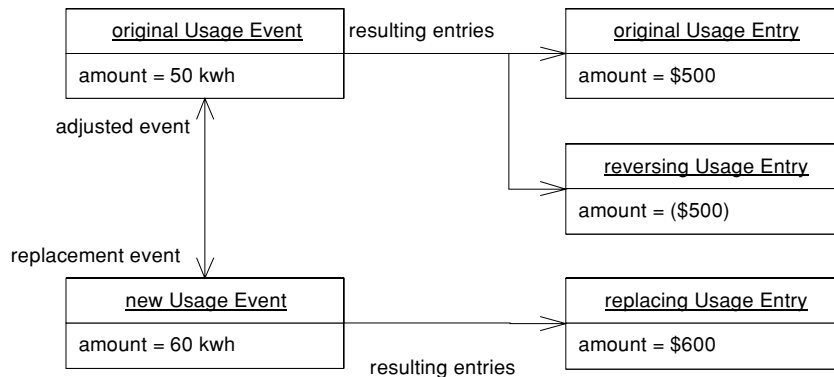 original Usage Event
resulting entries
original Usage Entry
amount = 50 kwh
amount = $500
adjusted event
reversing Usage Entry
amount = ($500)
replacement event
new Usage Event
replacing Usage Entry
amount = 60 kwh
amount = $600
resulting entries